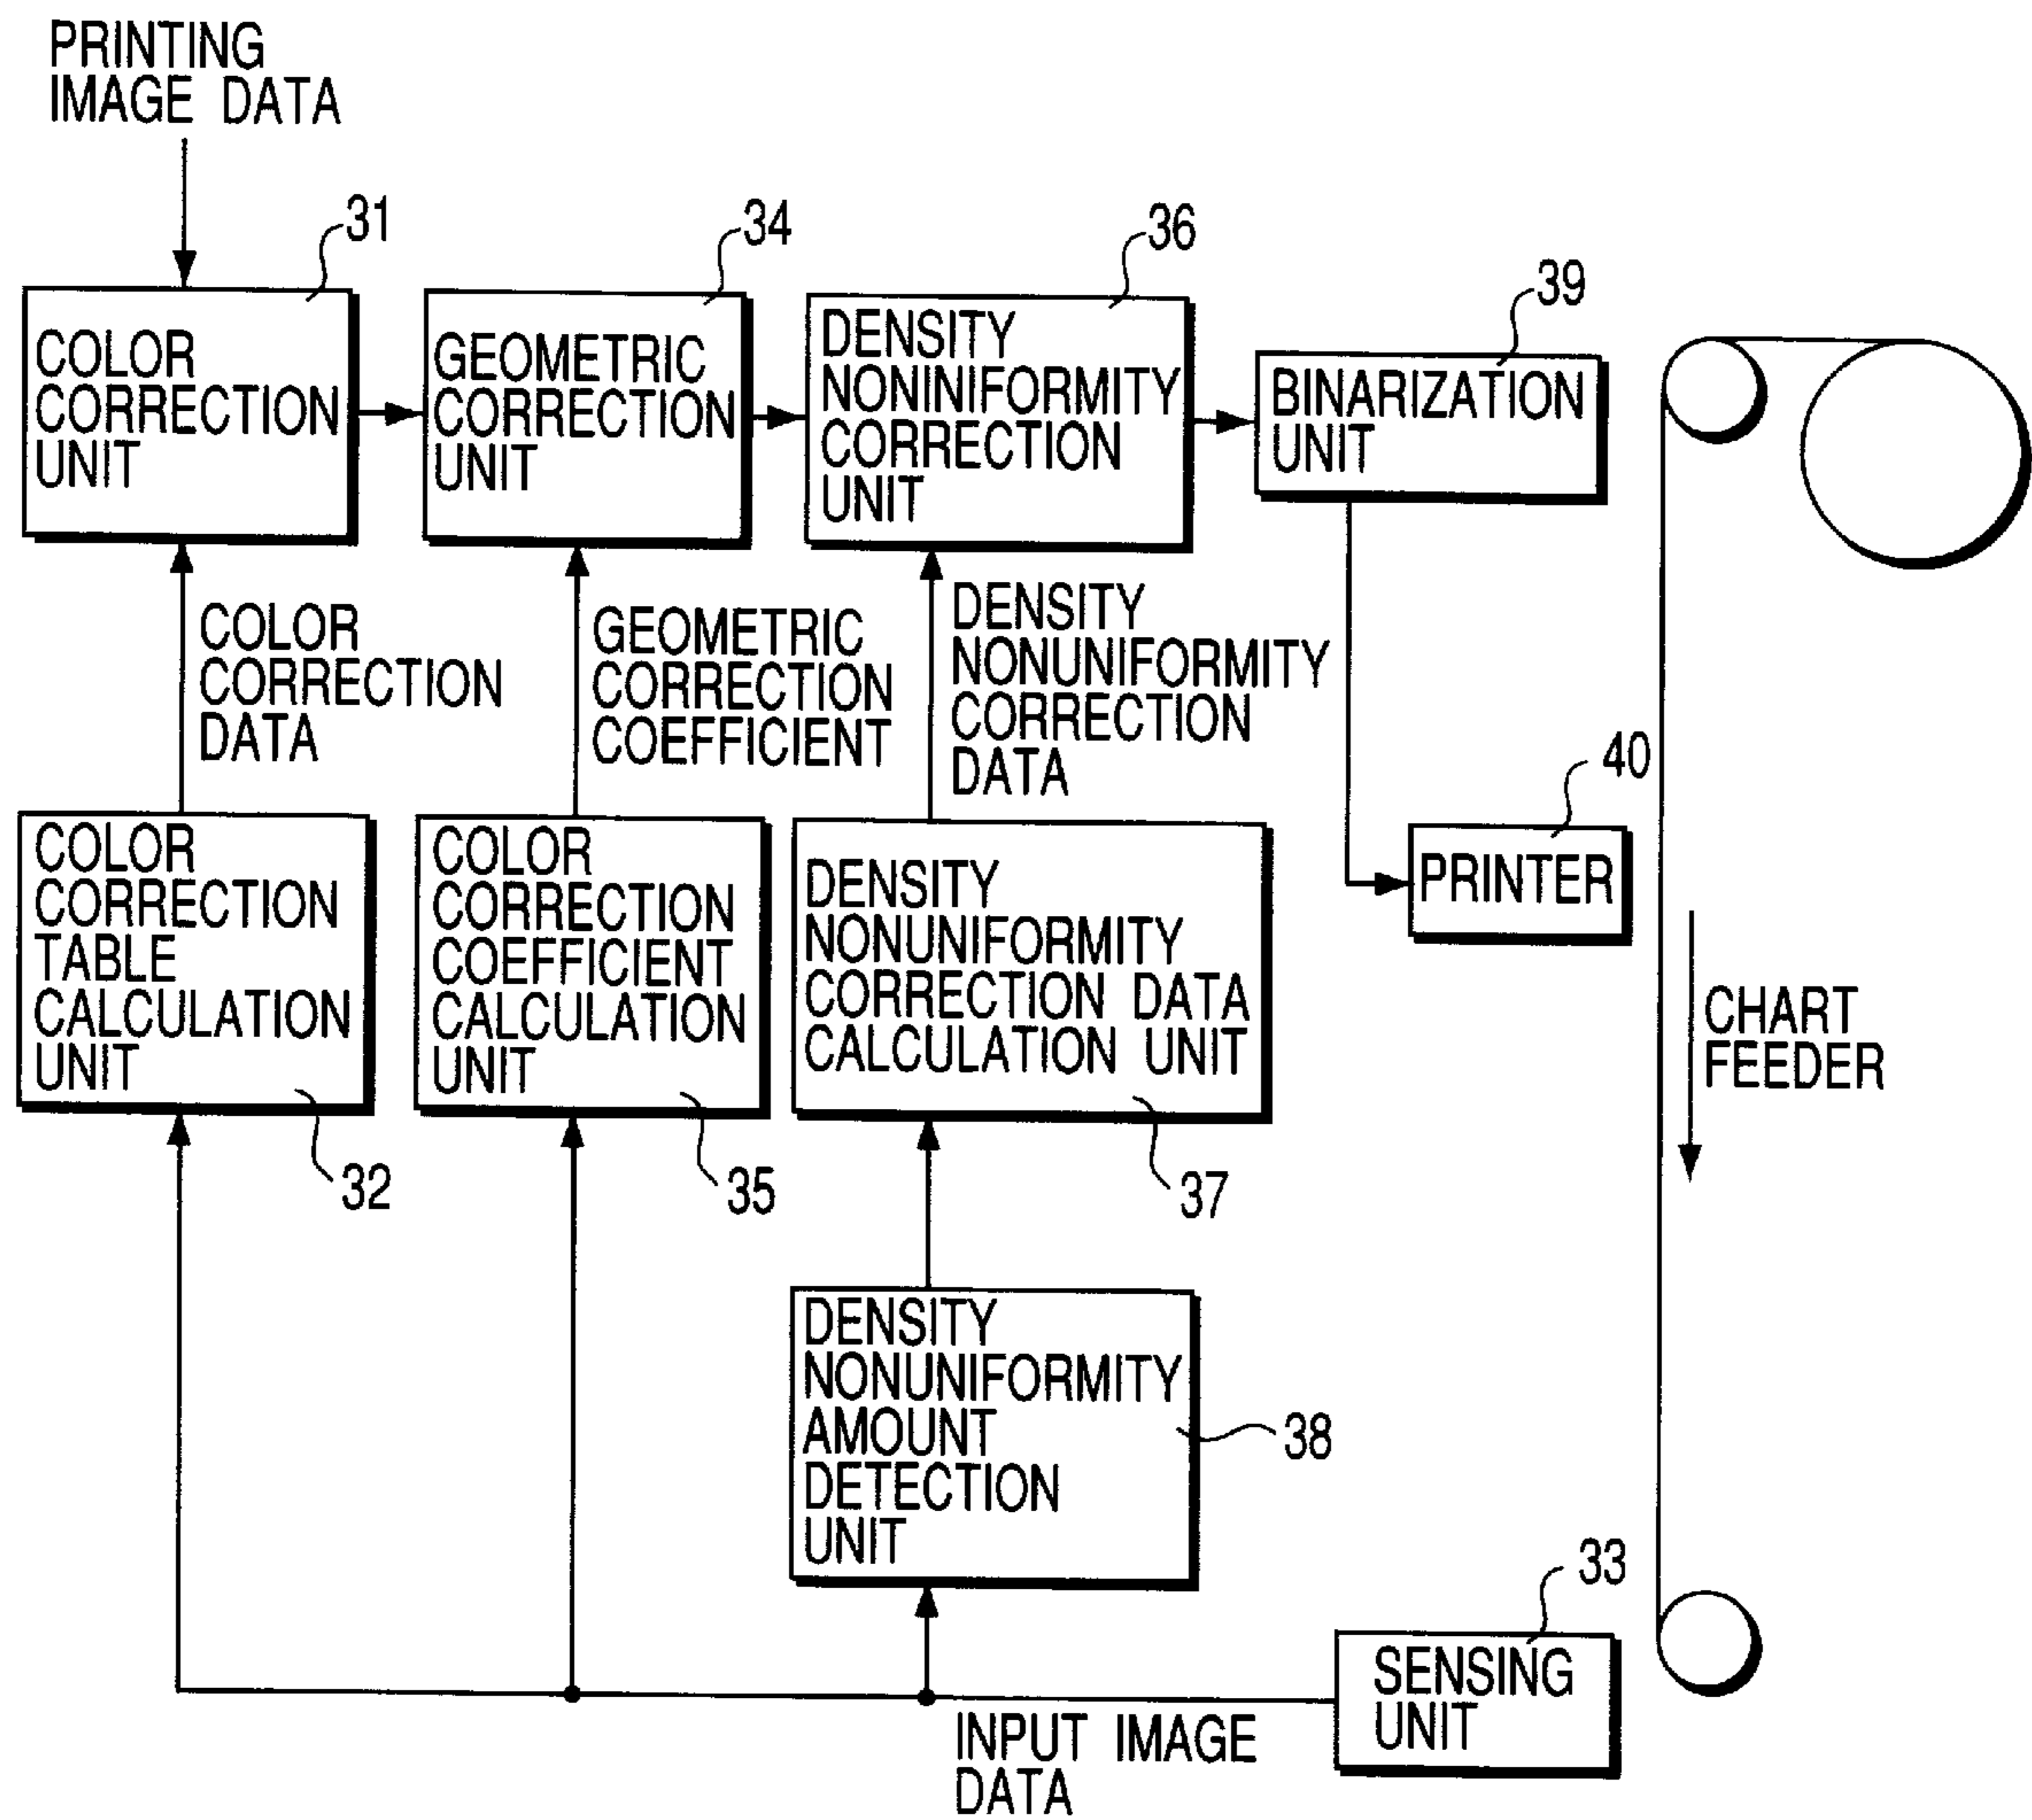 PRINTING
IMAGE DATA
31
34
36
39
COLOR
CORRECTION
UNIT
GEOMETRIC
CORRECTION
UNIT
DENSITY
NONINIFORMITY
CORRECTION
UNIT
BINARIZATION
UNIT
COLOR
CORRECTION
DATA
GEOMETRIC
CORRECTION
COEFFICIENT
DENSITY
NONUNIFORMITY
CORRECTION
DATA
40
PRINTER
COLOR
CORRECTION
TABLE
CALCULATION
UNIT
32
COLOR
CORRECTION
COEFFICIENT
CALCULATION
UNIT
35
DENSITY
NONUNIFORMITY
CORRECTION DATA
CALCULATION UNIT
37
CHART
FEEDER
DENSITY
NONUNIFORMITY
AMOUNT
DETECTION
UNIT
38
33
SENSING
UNIT
INPUT IMAGE
DATA